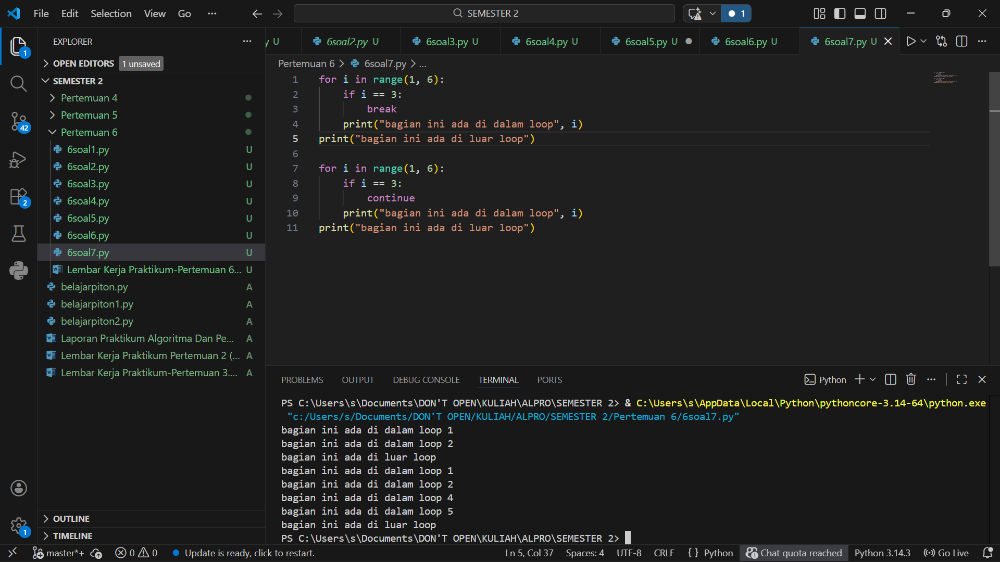 File Edit Selection View Go ···
SEMESTER 2
1
EXPLORER ···
1
OPEN EDITORS 1 unsaved
SEMESTER 2
Pertemuan 4
Pertemuan 5
42
Pertemuan 6
6soal1.py U
6soal2.py U
6soal3.py U
6soal4.py U
2
6soal5.py U
6soal6.py U
6soal7.py U
Lembar Kerja Praktikum-Pertemuan 6... U
belajarpiton.py A
belajarpiton1.py A
belajarpiton2.py A
Laporan Praktikum Algoritma Dan Pe... A
Lembar Kerja Praktikum Pertemuan 2 (... A
Lembar Kerja Praktikum-Pertemuan 3.... A
OUTLINE
1
TIMELINE
y U 6soal2.py U 6soal3.py U 6soal4.py U 6soal5.py U 6soal6.py U 6soal7.py U
Pertemuan 6 > 6soal7.py > ...
1 for i in range(1, 6):
2 if i == 3:
3 break
4 print("bagian ini ada di dalam loop", i)
5 print("bagian ini ada di luar loop")
6
7 for i in range(1, 6):
8 if i == 3:
9 continue
10 print("bagian ini ada di dalam loop", i)
11 print("bagian ini ada di luar loop")
PROBLEMS OUTPUT DEBUG CONSOLE TERMINAL PORTS Python
PS C:\Users\s\Documents\DON'T OPEN\KULIAH\ALPRO\SEMESTER 2> & C:\Users\s\AppData\Local\Python\pythoncore-3.14-64\python.exe
"c:/Users/s/Documents/DON'T OPEN/KULIAH/ALPRO/SEMESTER 2/Pertemuan 6/6soal7.py"
bagian ini ada di dalam loop 1
bagian ini ada di dalam loop 2
bagian ini ada di luar loop
bagian ini ada di dalam loop 1
bagian ini ada di dalam loop 2
bagian ini ada di dalam loop 4
bagian ini ada di dalam loop 5
bagian ini ada di luar loop
PS C:\Users\s\Documents\DON'T OPEN\KULIAH\ALPRO\SEMESTER 2>
master*+ 0 0 Update is ready, click to restart. Ln 5, Col 37 Spaces: 4 UTF-8 CRLF { } Python Chat quota reached Python 3.14.3 Go Live